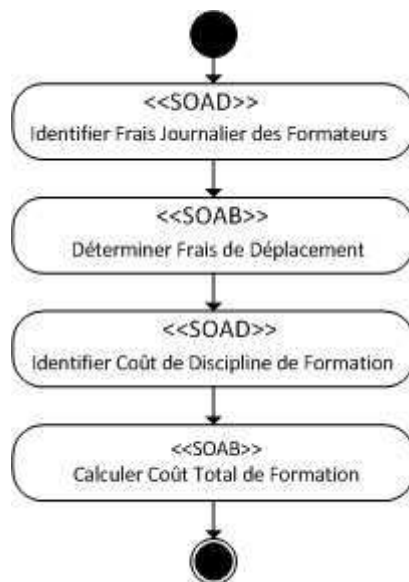 <<SOAD>>
Identifier Frais Journalier des Formateurs
<<SOAB>>
Déterminer Frais de Déplacement
<<SOAD>>
Identifier Coût de Discipline de Formation
<<SOAB>>
Calculer Coût Total de Formation